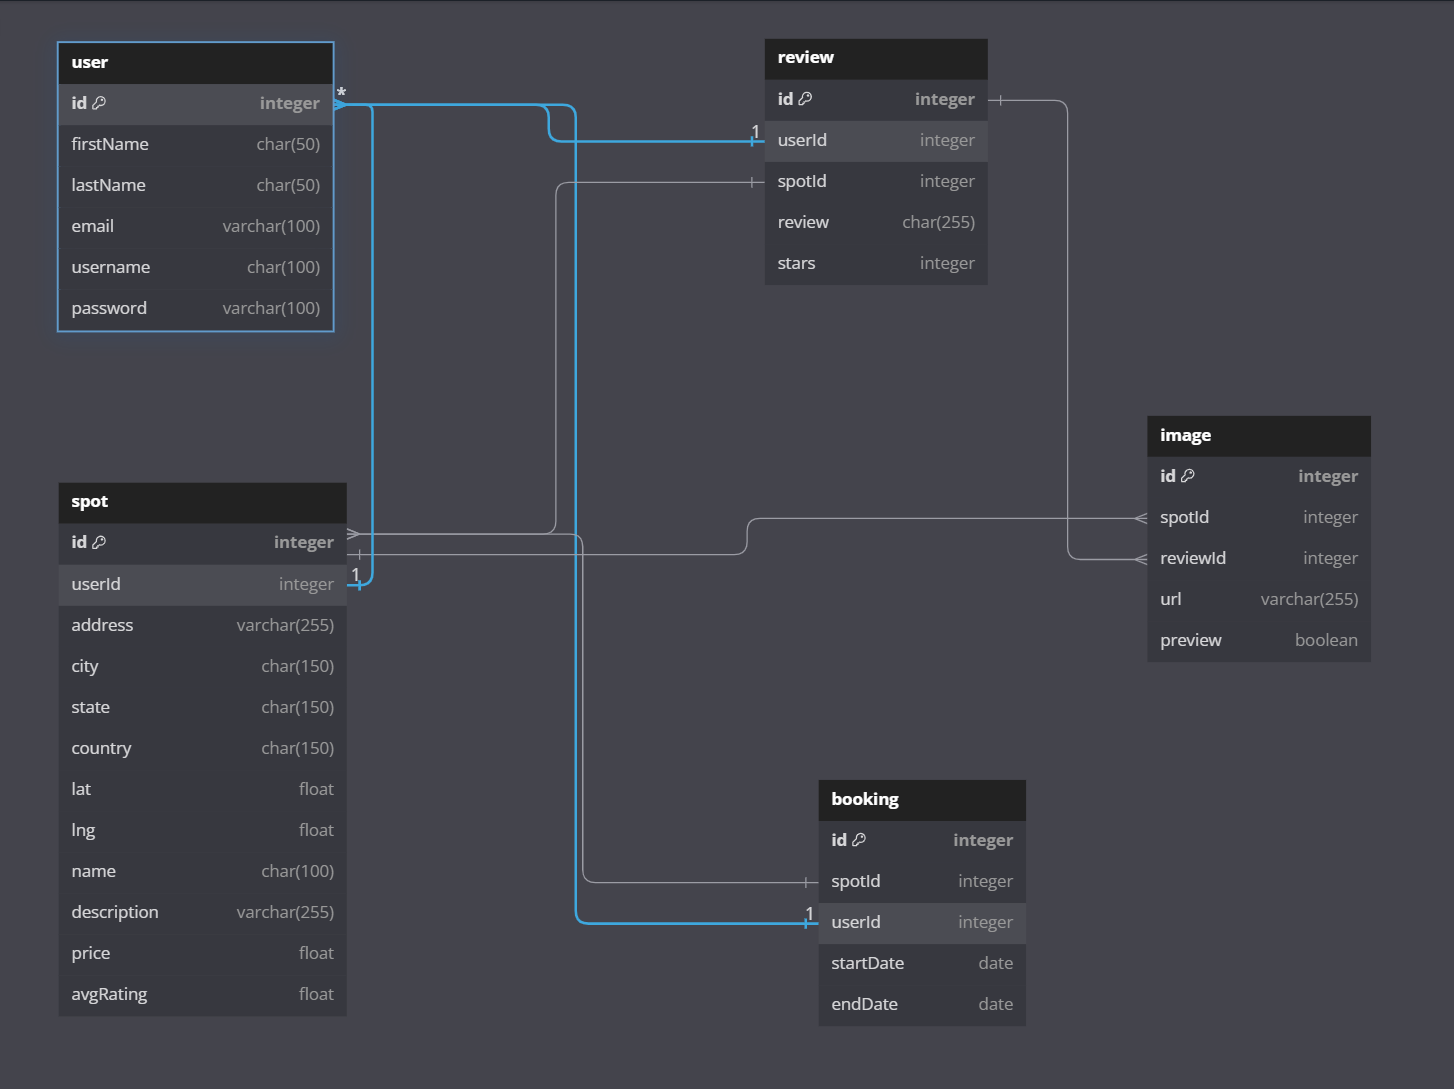 user
id integer
firstName char(50)
lastName char(50)
email varchar(100)
username char(100)
password varchar(100)
*
review
id integer
1
userId integer
spotId integer
review char(255)
stars integer
image
id integer
spotId integer
reviewId integer
url varchar(255)
preview boolean
spot
id integer
userId integer
1
address varchar(255)
city char(150)
state char(150)
country char(150)
lat float
lng float
name char(100)
description varchar(255)
price float
avgRating float
booking
id integer
spotId integer
1
userId integer
startDate date
endDate date